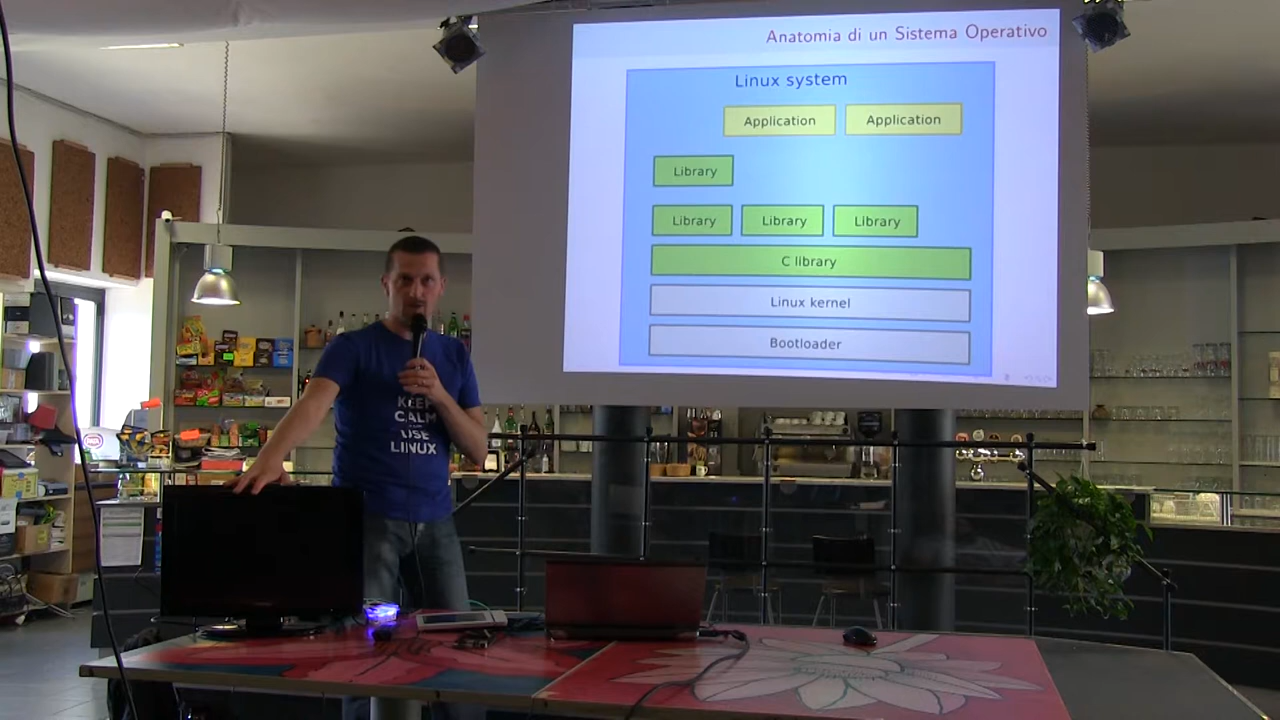 Anatomia di un Sistema Operativo
Linux system
Application Application
Library
Library Library Library
C library
Linux kernel
Bootloader
KEEP
CALM
USE
LINUX